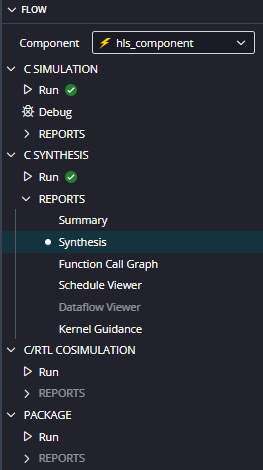 FLOW
Component hls_component
C SIMULATION
Run
Debug
REPORTS
C SYNTHESIS
Run
REPORTS
Summary
Synthesis
Function Call Graph
Schedule Viewer
Dataflow Viewer
Kernel Guidance
C/RTL COSIMULATION
Run
REPORTS
PACKAGE
Run
REPORTS